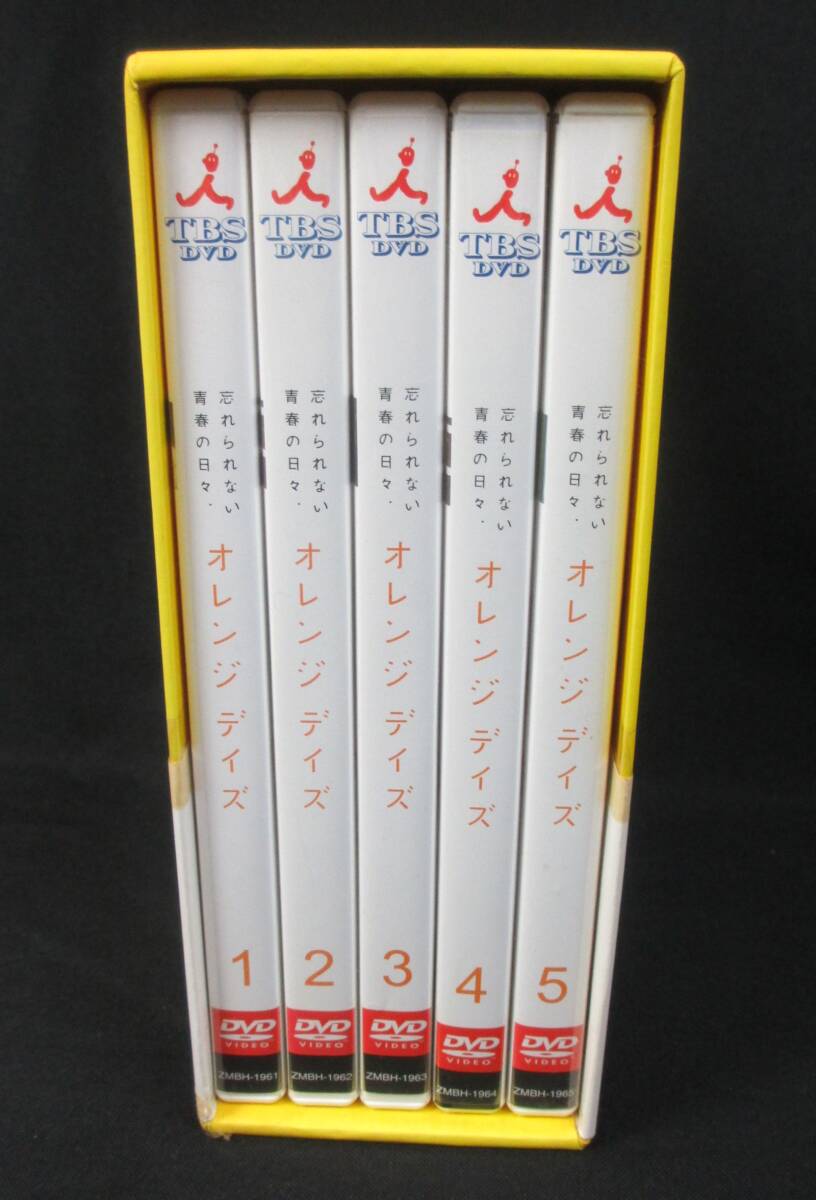 TBS
DVD
忘れられない
青春の日々.
オレンジデイズ
1
DVD
VIDEO
ZMBH-1961
TBS
DVD
忘れられない
青春の日々.
オレンジデイズ
2
DVD
VIDEO
ZMBH-1962
TBS
DVD
忘れられない
青春の日々.
オレンジデイズ
3
DVD
VIDEO
ZMBH-1963
TBS
DVD
忘れられない
青春の日々.
オレンジデイズ
4
DVD
VIDEO
ZMBH-1964
TBS
DVD
忘れられない
青春の日々.
オレンジデイズ
5
DVD
VIDEO
ZMBH-1965